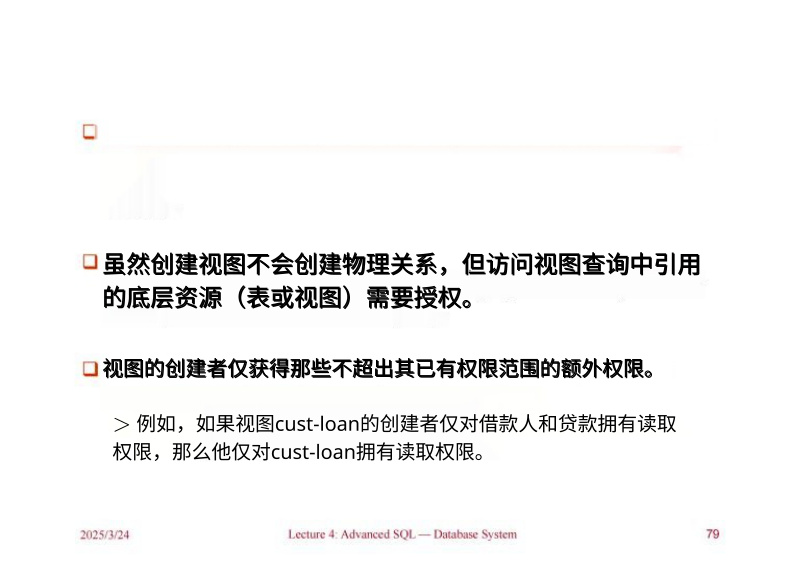 虽然创建视图不会创建物理关系，但访问视图查询中引用
的底层资源（表或视图）需要授权。
视图的创建者仅获得那些不超出其已有权限范围的额外权限。
＞ 例如，如果视图cust-loan的创建者仅对借款人和贷款拥有读取
权限，那么他仅对cust-loan拥有读取权限。
2025/3/24 Lecture 4: Advanced SQL — Database System 79